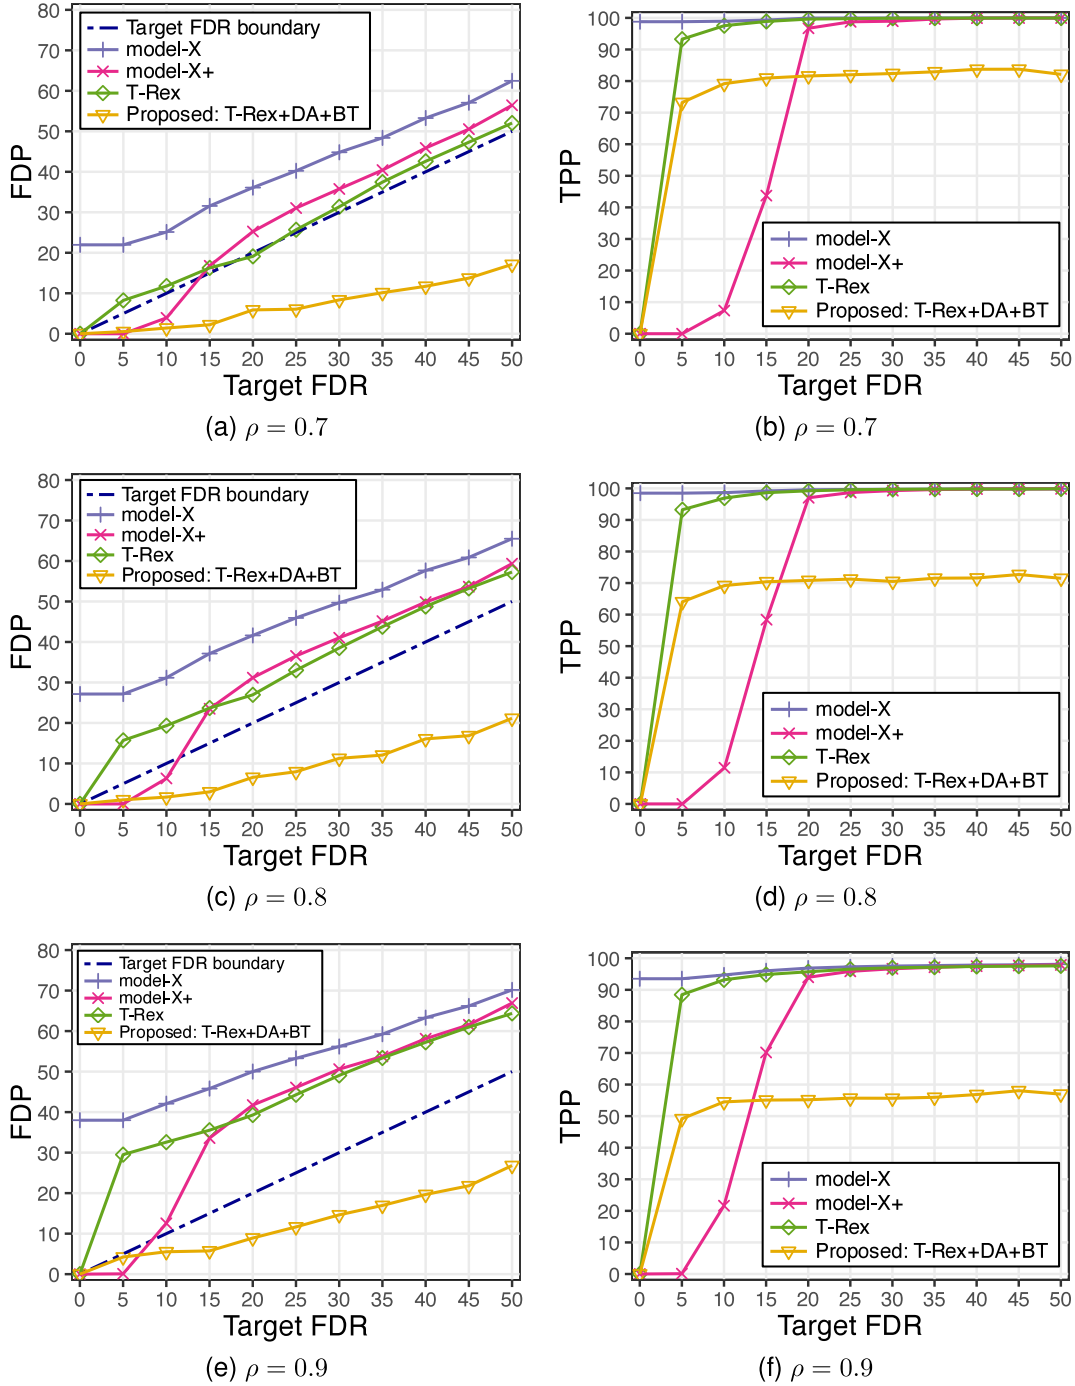 80
70
60
50
40
30
20
10
0
FDP
Target FDR boundary
model-X
model-X+
T-Rex
Proposed: T-Rex+DA+BT
0 5 10 15 20 25 30 35 40 45 50
Target FDR
(a) ρ = 0.7
100
90
80
70
60
50
40
30
20
10
0
TPP
model-X
model-X+
T-Rex
Proposed: T-Rex+DA+BT
0 5 10 15 20 25 30 35 40 45 50
Target FDR
(b) ρ = 0.7
80
70
60
50
40
30
20
10
0
FDP
Target FDR boundary
model-X
model-X+
T-Rex
Proposed: T-Rex+DA+BT
0 5 10 15 20 25 30 35 40 45 50
Target FDR
(c) ρ = 0.8
100
90
80
70
60
50
40
30
20
10
0
TPP
model-X
model-X+
T-Rex
Proposed: T-Rex+DA+BT
0 5 10 15 20 25 30 35 40 45 50
Target FDR
(d) ρ = 0.8
80
70
60
50
40
30
20
10
0
FDP
Target FDR boundary
model-X
model-X+
T-Rex
Proposed: T-Rex+DA+BT
0 5 10 15 20 25 30 35 40 45 50
Target FDR
(e) ρ = 0.9
100
90
80
70
60
50
40
30
20
10
0
TPP
model-X
model-X+
T-Rex
Proposed: T-Rex+DA+BT
0 5 10 15 20 25 30 35 40 45 50
Target FDR
(f) ρ = 0.9